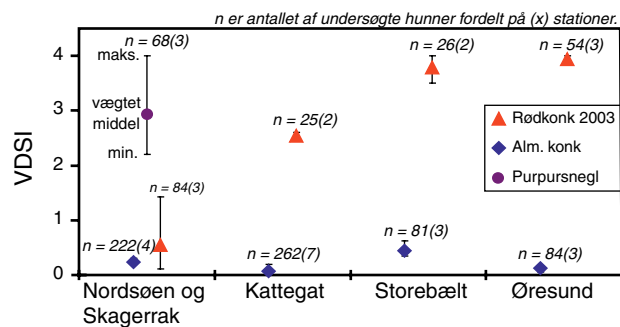 n er antallet af undersøgte hunner fordelt på (x) stationer.
VDSI
4
3
2
1
0
n = 68(3)
maks.
vægtet
middel
min.
n = 84(3)
n = 222(4)
n = 25(2)
n = 262(7)
n = 26(2)
n = 81(3)
n = 54(3)
n = 84(3)
Rødkonk 2003
Alm. konk
Purpursnegl
Nordsøen og
Skagerrak
Kattegat
Storebælt
Øresund